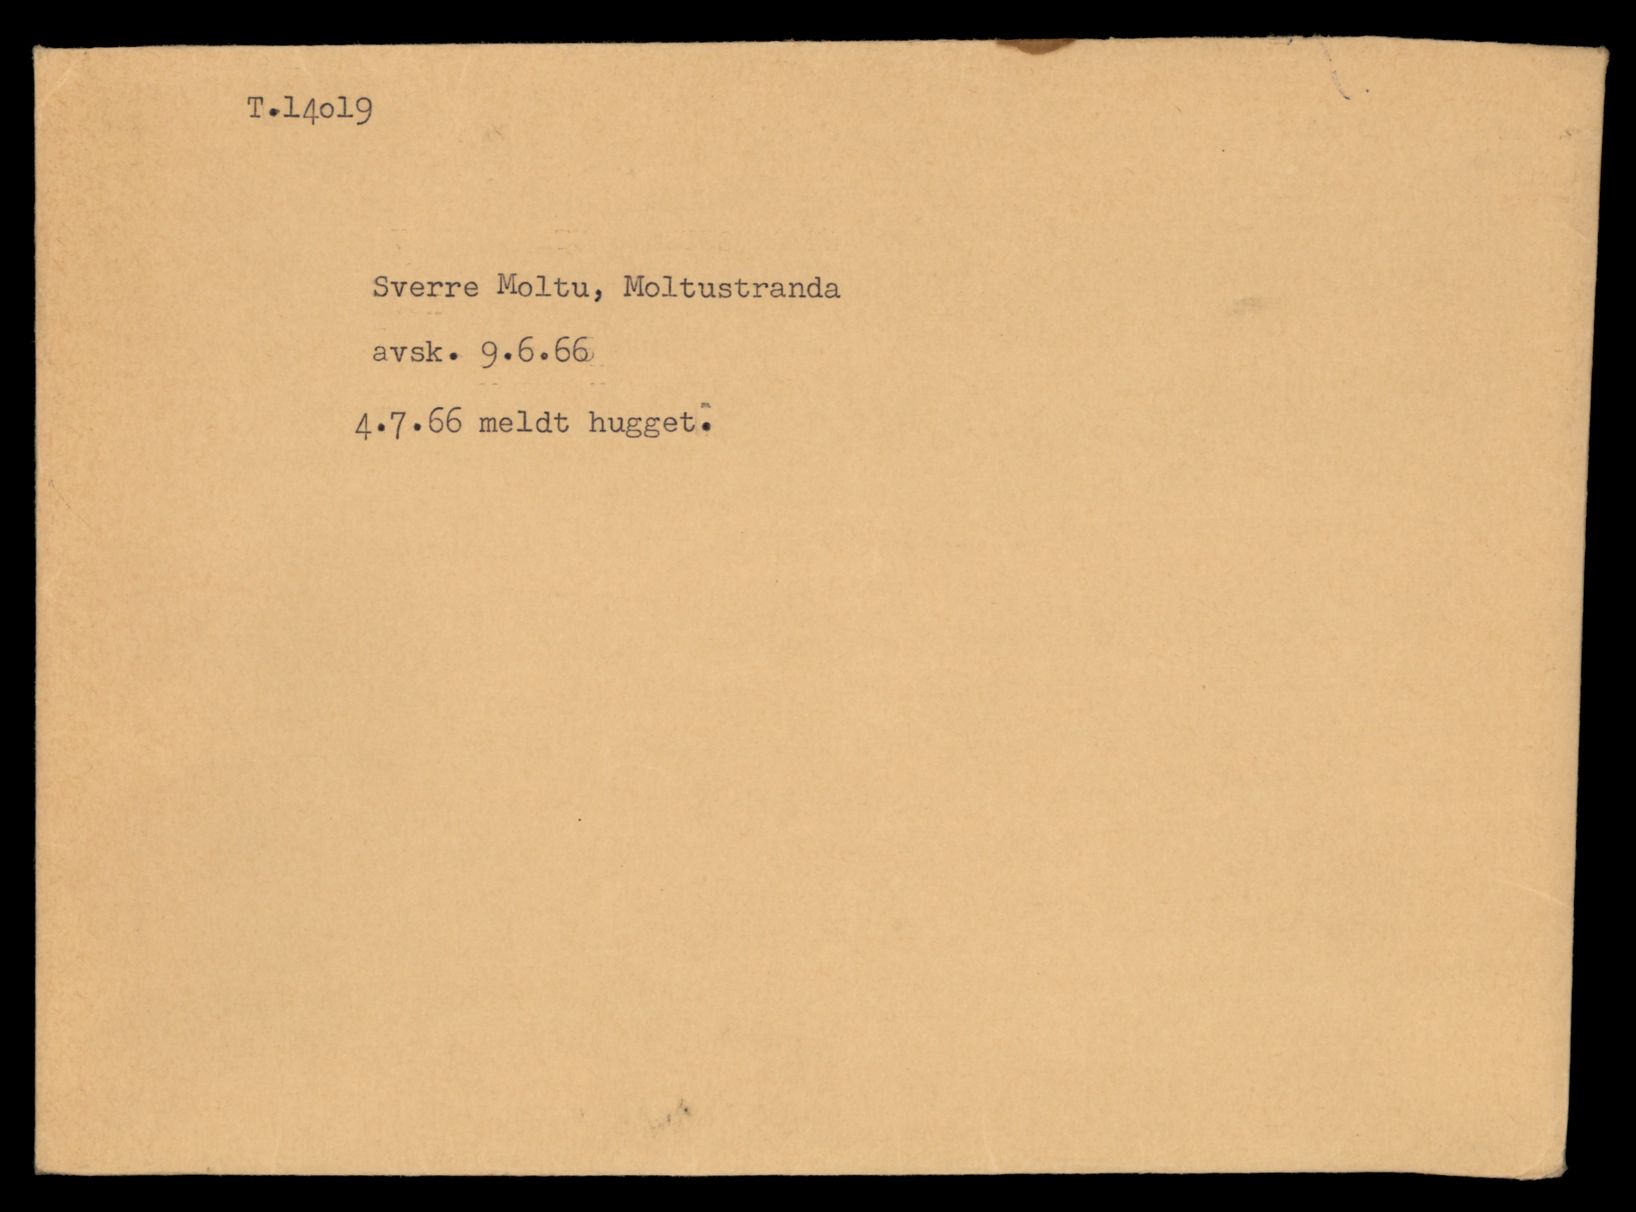 T.14o19
Sverre Moltu, Moltustranda
avsk. 9.6.66
4.7.66 meldt hugget.